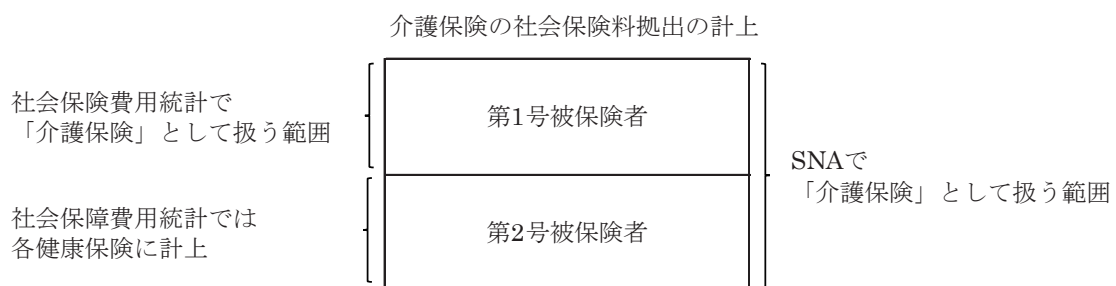 介護保険の社会保険料拠出の計上
社会保険費用統計で
「介護保険」として扱う範囲
第1号被保険者
SNAで
「介護保険」として扱う範囲
社会保障費用統計では
各健康保険に計上
第2号被保険者